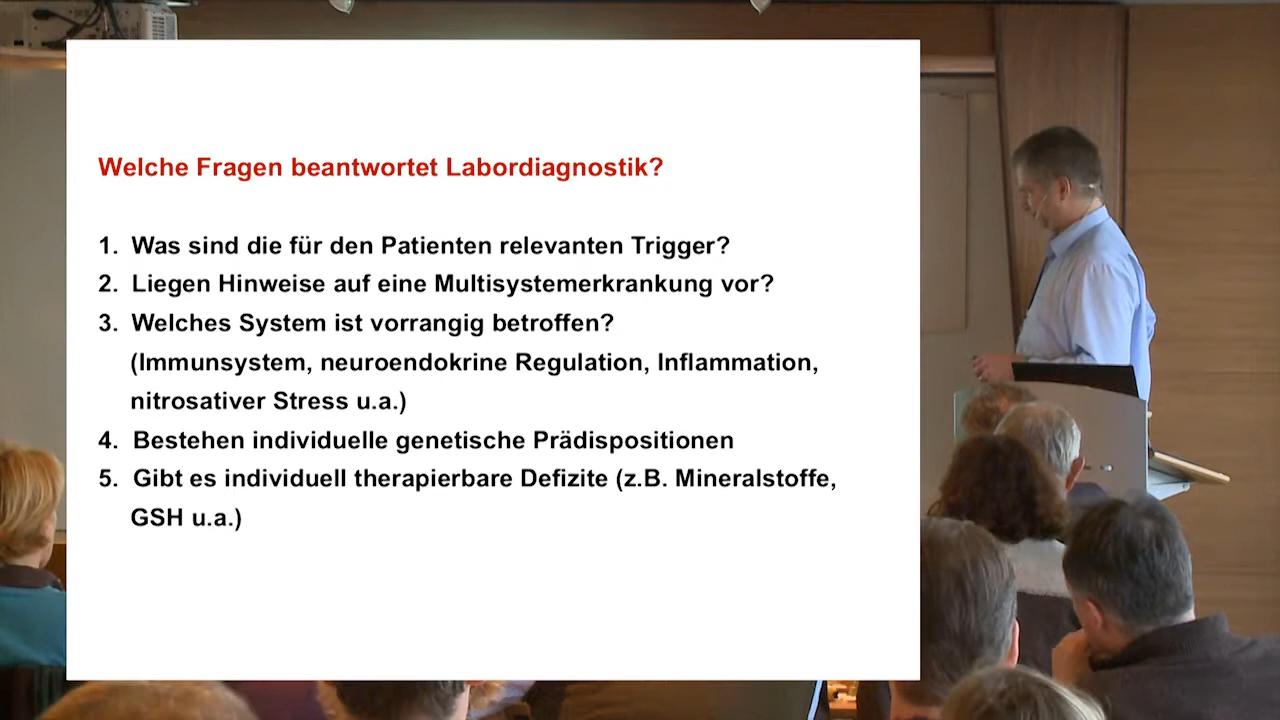 Welche Fragen beantwortet Labordiagnostik?
1. Was sind die für den Patienten relevanten Trigger?
2. Liegen Hinweise auf eine Multisystemerkrankung vor?
3. Welches System ist vorrangig betroffen?
(Immunsystem, neuroendokrine Regulation, Inflammation,
nitrosativer Stress u.a.)
4. Bestehen individuelle genetische Prädispositionen
5. Gibt es individuell therapierbare Defizite (z.B. Mineralstoffe,
GSH u.a.)